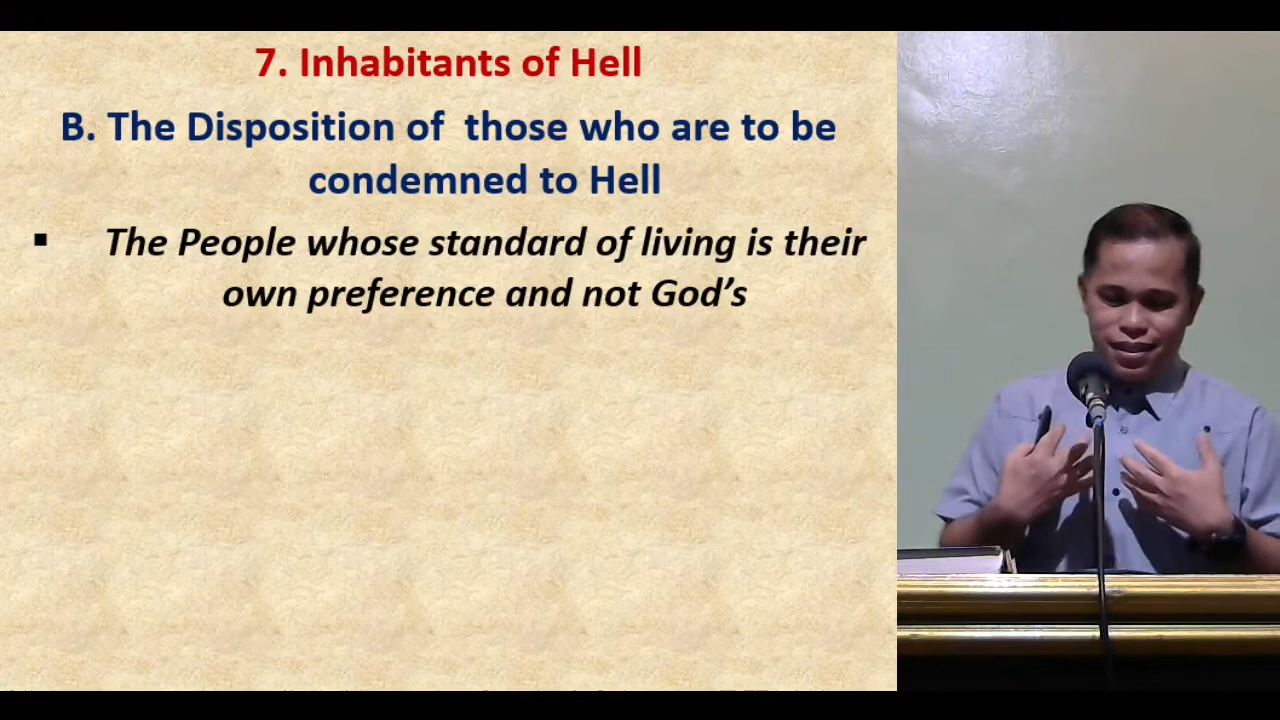 7. Inhabitants of Hell
B. The Disposition of  those who are to be
condemned to Hell
▪ The People whose standard of living is their
own preference and not God’s